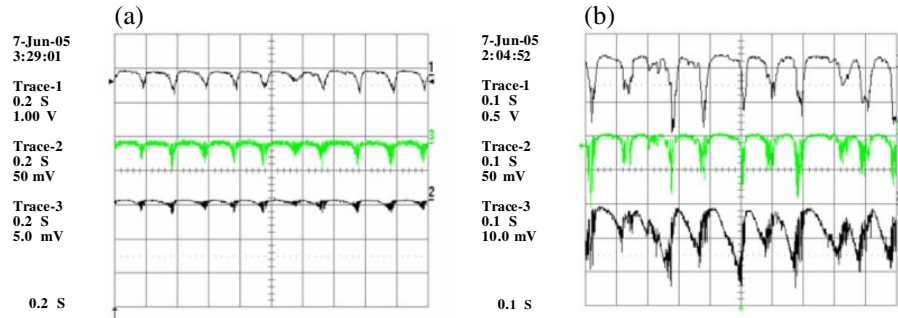 (a)
7-Jun-05
3:29:01
Trace-1
0.2 S
1.00 V
Trace-2
0.2 S
50 mV
Trace-3
0.2 S
5.0 mV
0.2 S
1
3
2
(b)
7-Jun-05
2:04:52
Trace-1
0.1 S
0.5 V
Trace-2
0.1 S
50 mV
Trace-3
0.1 S
10.0 mV
0.1 S